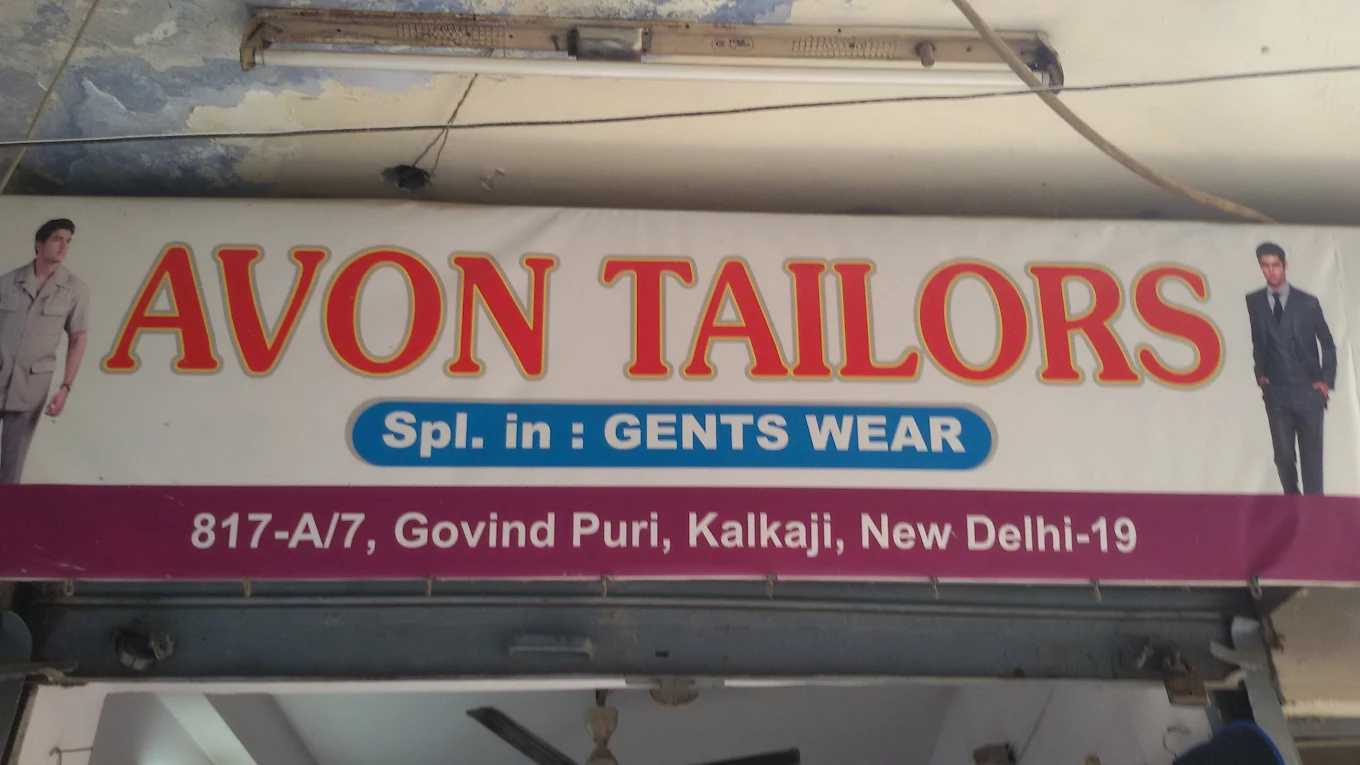 AVON TAILORS
Spl. in : GENTS WEAR
817-A/7, Govind Puri, Kalkaji, New Delhi-19